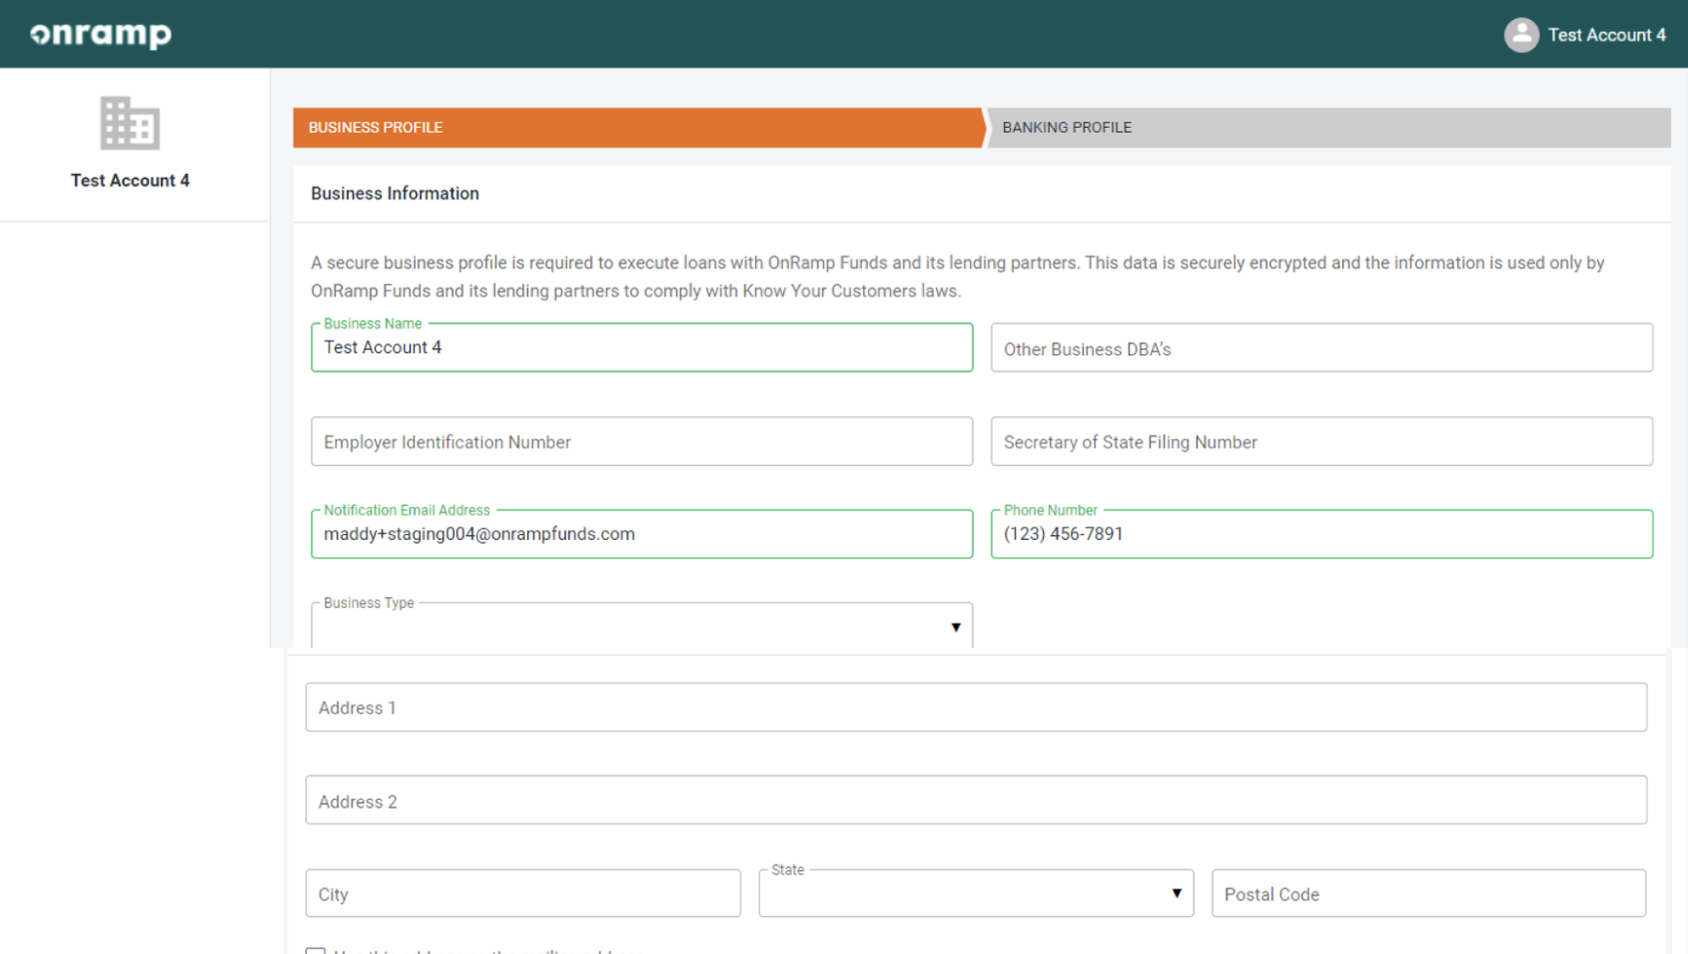 onramp
Test Account 4
Test Account 4
BUSINESS PROFILE
BANKING PROFILE
Business Information
A secure business profile is required to execute loans with OnRamp Funds and its lending partners. This data is securely encrypted and the information is used only by
OnRamp Funds and its lending partners to comply with Know Your Customers laws.
Business Name
Test Account 4
Other Business DBA's
Employer Identification Number
Secretary of State Filing Number
Notification Email Address
maddy+staging004@onrampfunds.com
Phone Number
(123) 456-7891
Business Type
Address 1
Address 2
City
State
Postal Code